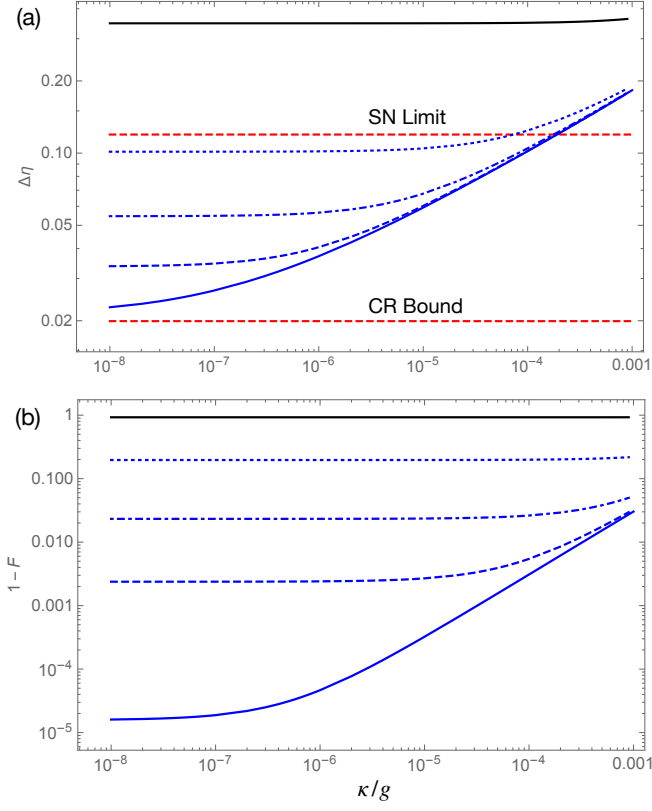 (a)
0.20
SN Limit
0.10
Δη
0.05
CR Bound
0.02
10⁻⁸ 10⁻⁷ 10⁻⁶ 10⁻⁵ 10⁻⁴ 0.001
(b)
1
0.100
0.010
1 − F
0.001
10⁻⁴
10⁻⁵
10⁻⁸ 10⁻⁷ 10⁻⁶ 10⁻⁵ 10⁻⁴ 0.001
κ/g